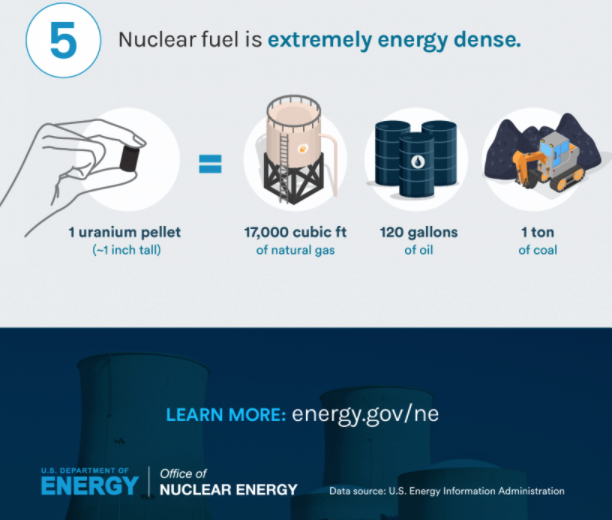 5
Nuclear fuel is extremely energy dense.
1 uranium pellet
(~1 inch tall)
=
17,000 cubic ft
of natural gas
120 gallons
of oil
1 ton
of coal
LEARN MORE: energy.gov/ne
U.S. DEPARTMENT OF
ENERGY
Office of
NUCLEAR ENERGY
Data source: U.S. Energy Information Administration